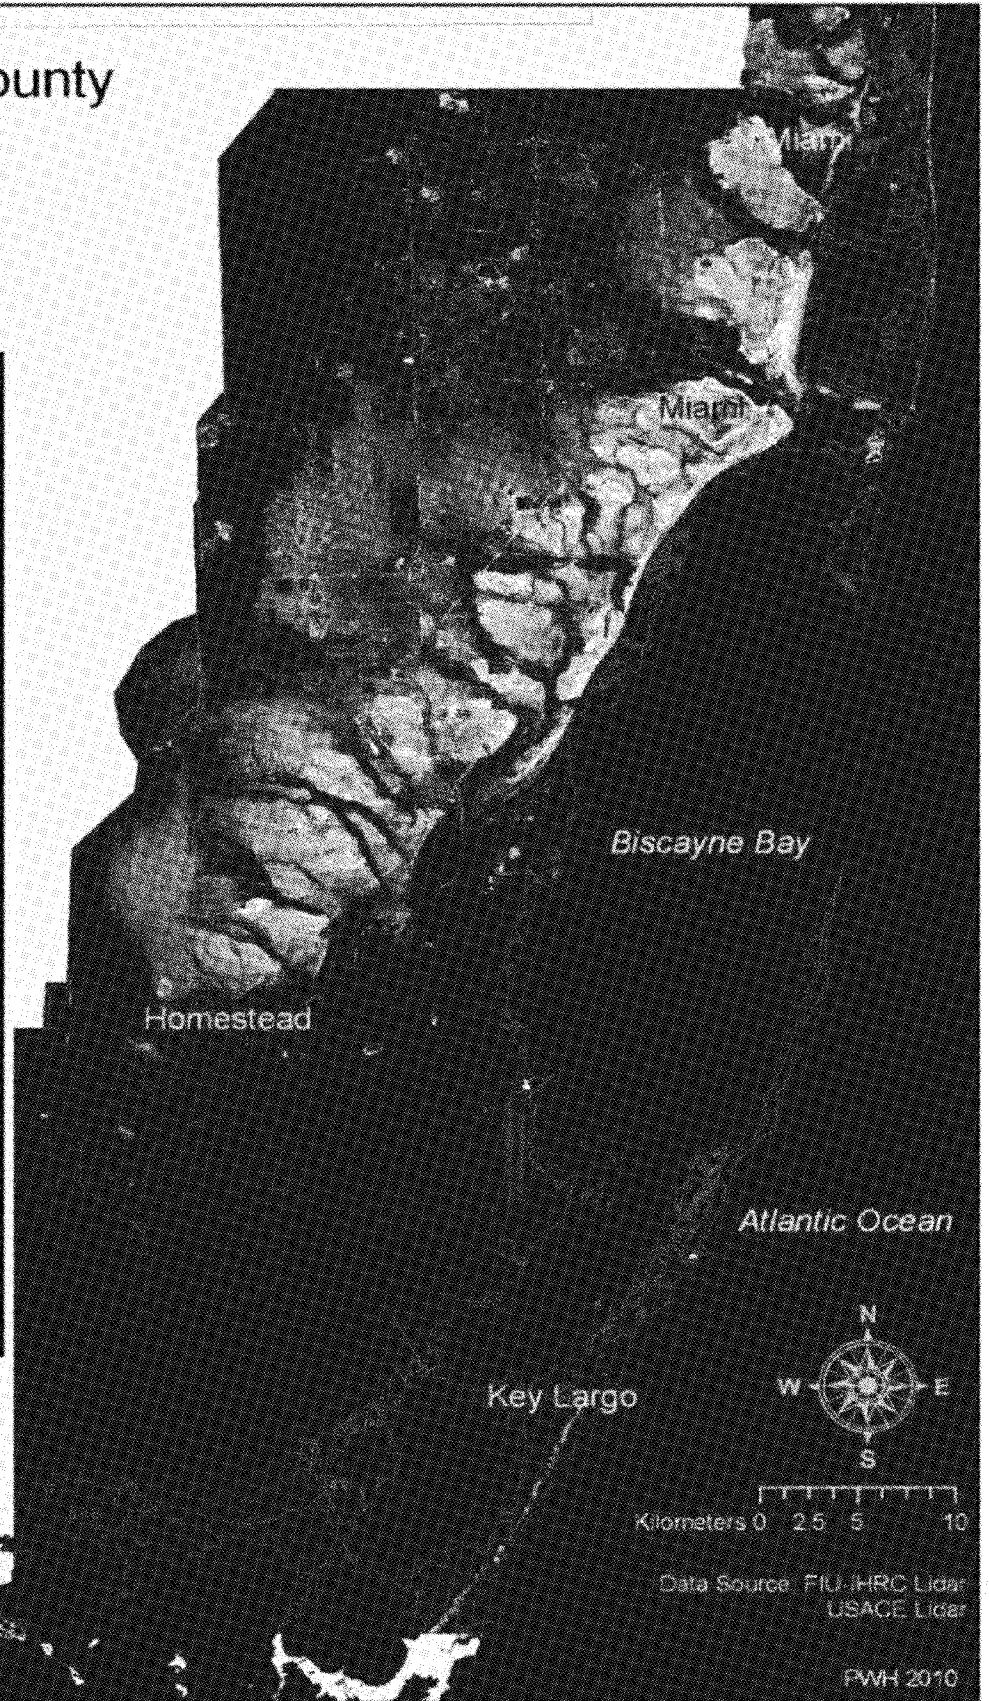 ounty
N Miami
Miami
Biscayne Bay
Homestead
Atlantic Ocean
N
W E
S
Key Largo
Kilometers 0 2.5 5 10
Data Source: FIU-IHRC Lidar
USACE Lidar
PWH 2010